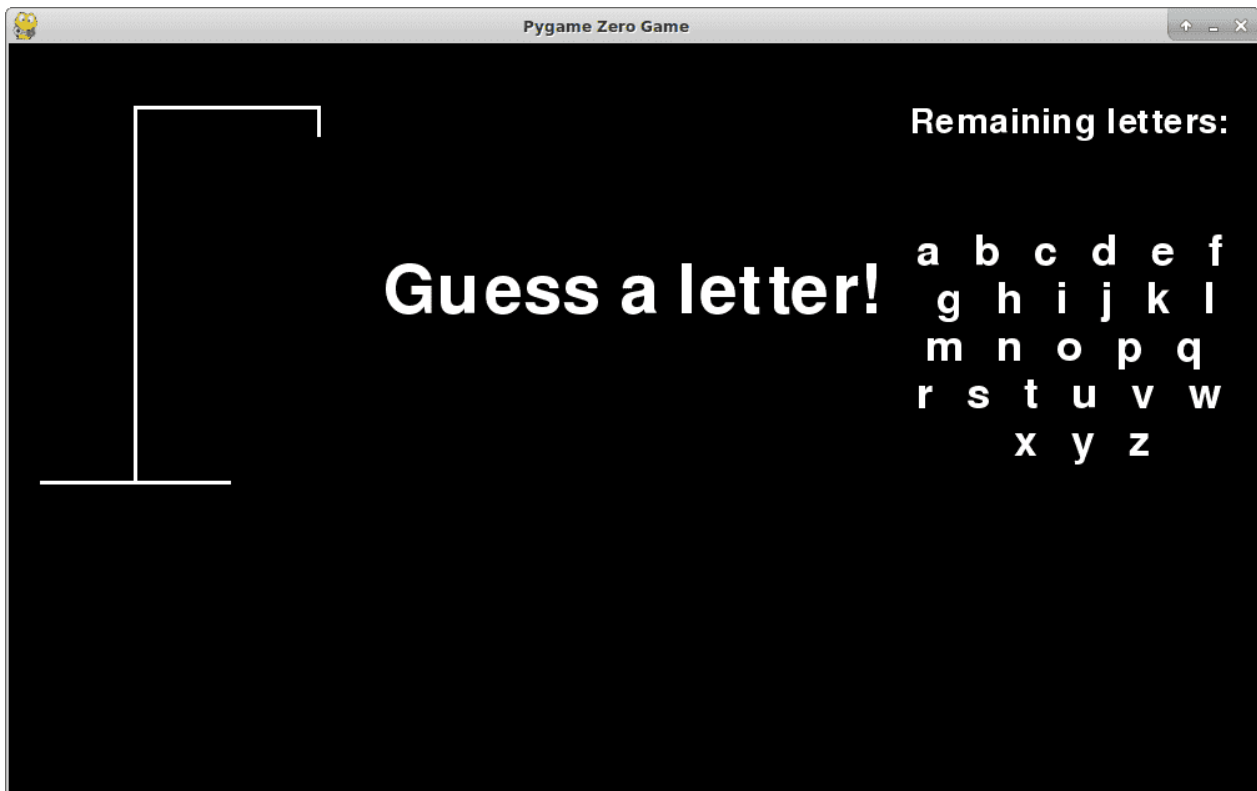 Pygame Zero Game
Remaining letters:
Guess a letter!
a b c d e f
g h i j k l
m n o p q
r s t u v w
x y z